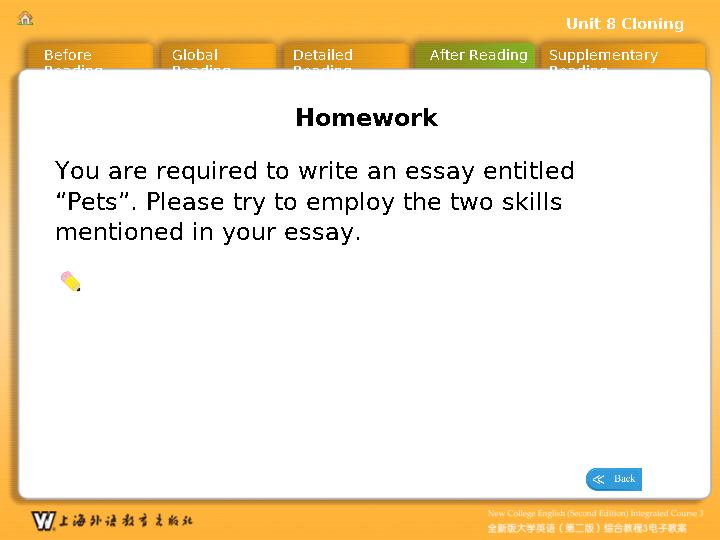 Unit 8 Cloning
Before
Reading
Global
Reading
Detailed
Reading
After Reading
Supplementary
Reading
Homework
You are required to write an essay entitled
“Pets”. Please try to employ the two skills
mentioned in your essay.
≪ Back
W 上海外语教育出版社
New College English (Second Edition) Integrated Course 3
全新版大学英语（第二版）综合教程3电子教案